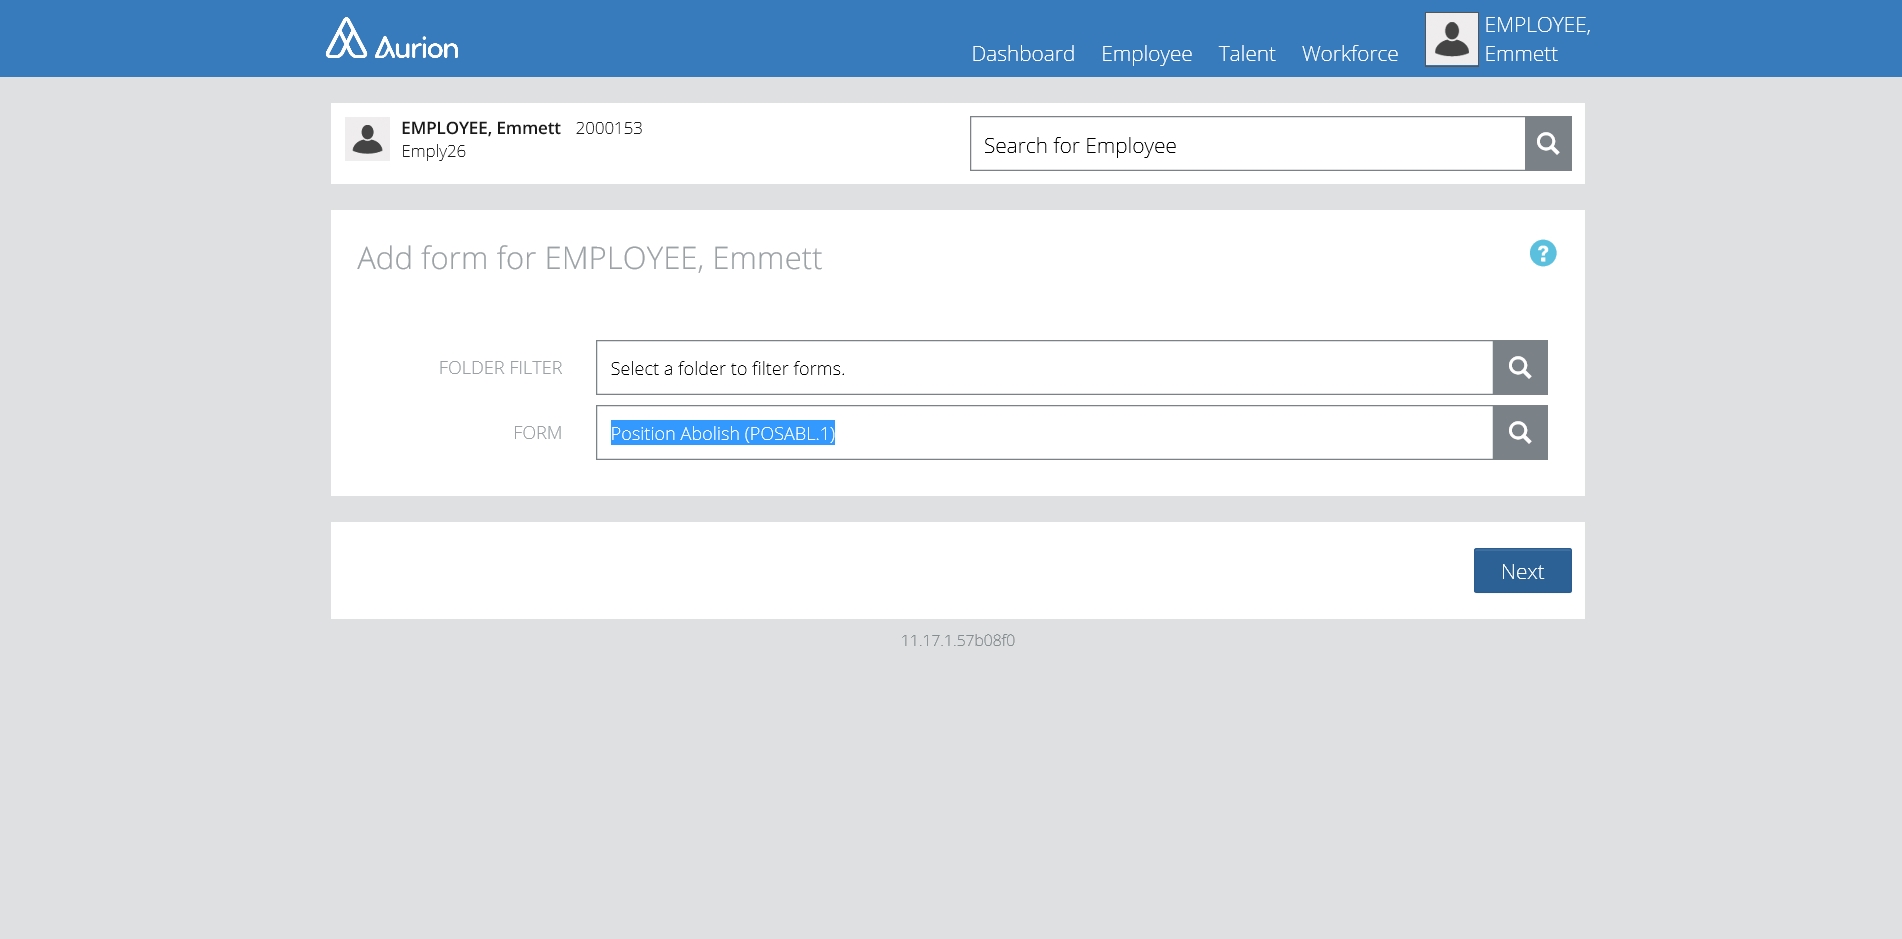 Aurion
Dashboard Employee Talent Workforce EMPLOYEE, Emmett
EMPLOYEE, Emmett 2000153
Emply26
Search for Employee
Add form for EMPLOYEE, Emmett
?
FOLDER FILTER Select a folder to filter forms.
FORM Position Abolish (POSABL.1)
Next
11.17.1.57b08f0